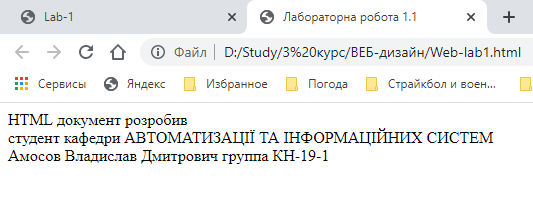 Lab-1
Лабораторна робота 1.1
Файл | D:/Study/3%20курс/ВЕБ-дизайн/Web-lab1.html
Сервисы Яндекс Избранное Погода Страйкбол и воен...
HTML документ розробив
студент кафедри АВТОМАТИЗАЦІЇ ТА ІНФОРМАЦІЙНИХ СИСТЕМ
Амосов Владислав Дмитрович группа КН-19-1